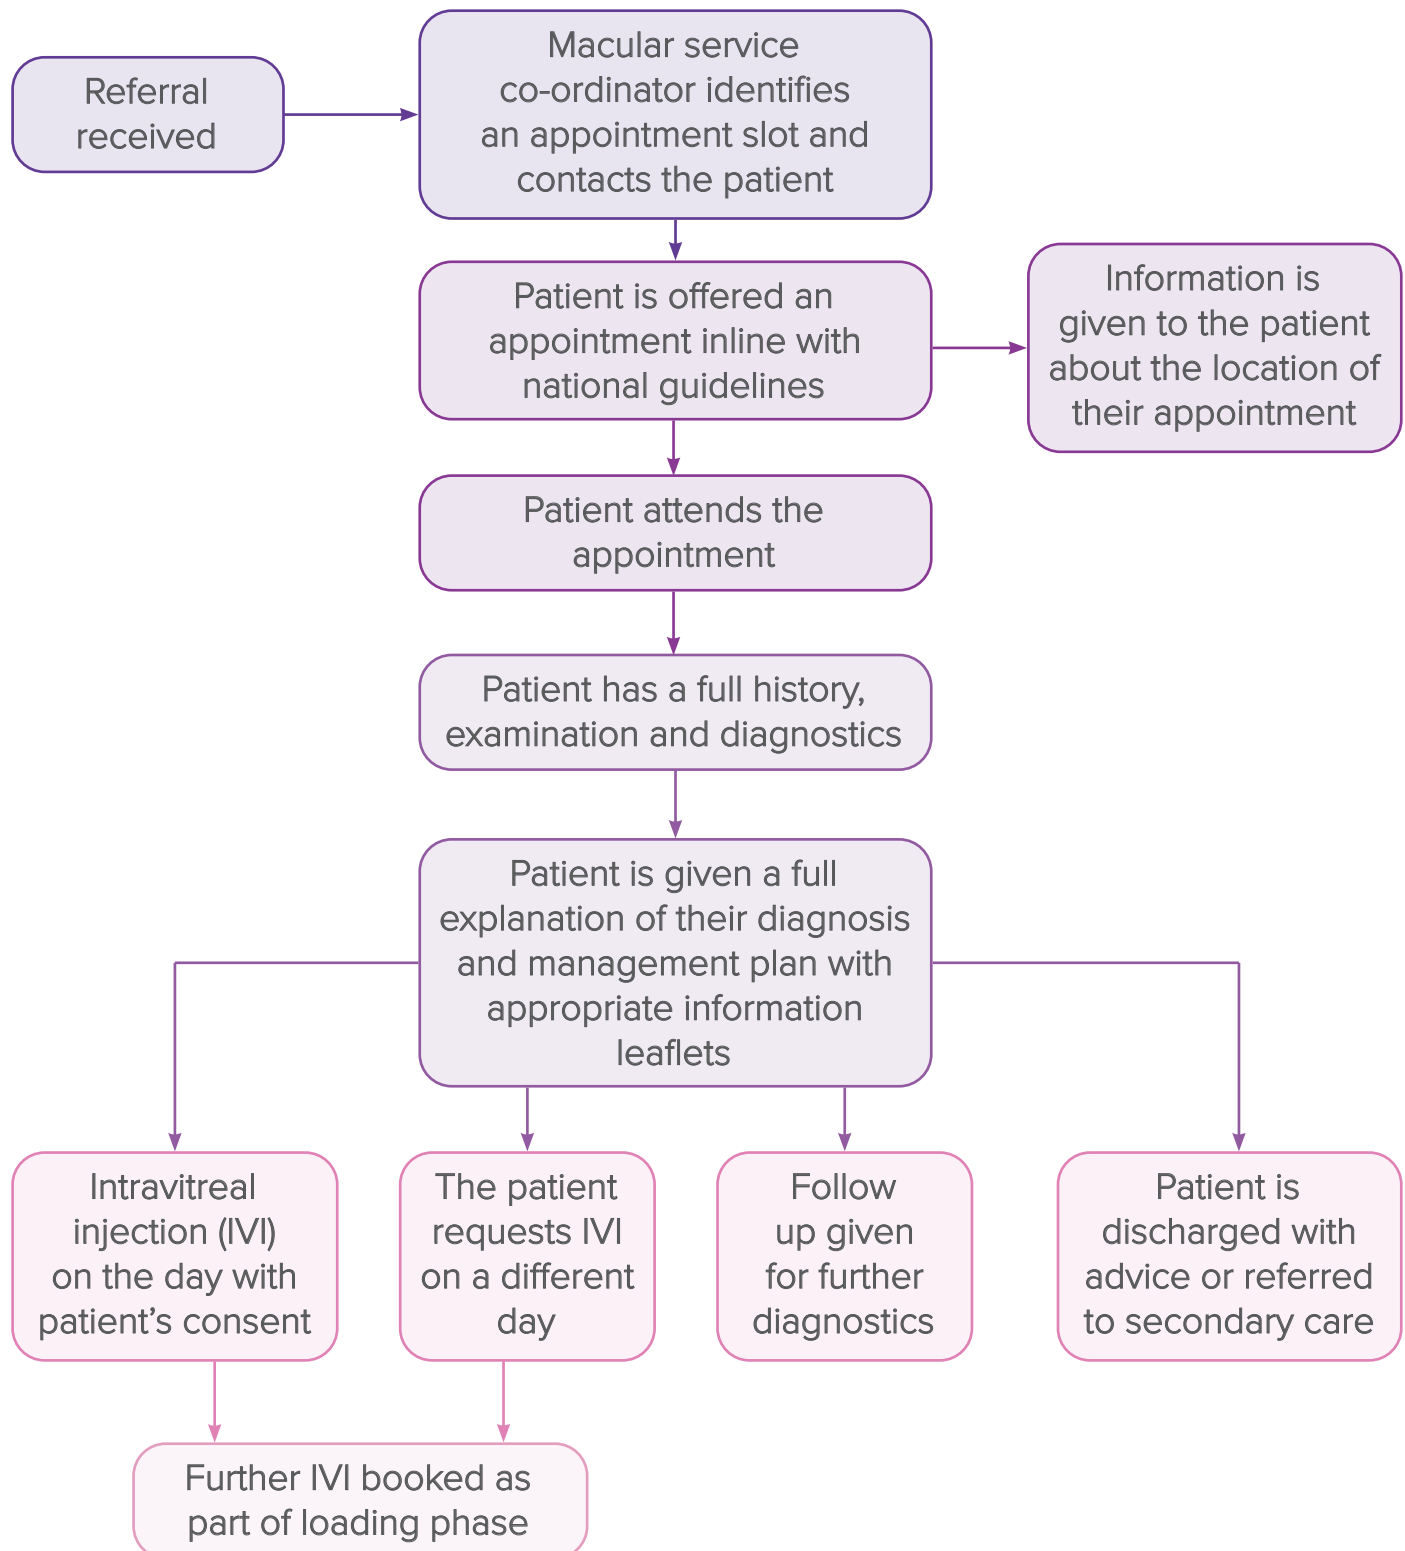 Referral
received
Macular service
co-ordinator identifies
an appointment slot and
contacts the patient
Patient is offered an
appointment inline with
national guidelines
Information is
given to the patient
about the location of
their appointment
Patient attends the
appointment
Patient has a full history,
examination and diagnostics
Patient is given a full
explanation of their diagnosis
and management plan with
appropriate information
leaflets
Intravitreal
injection (IVI)
on the day with
patient’s consent
The patient
requests IVI
on a different
day
Follow
up given
for further
diagnostics
Patient is
discharged with
advice or referred
to secondary care
Further IVI booked as
part of loading phase